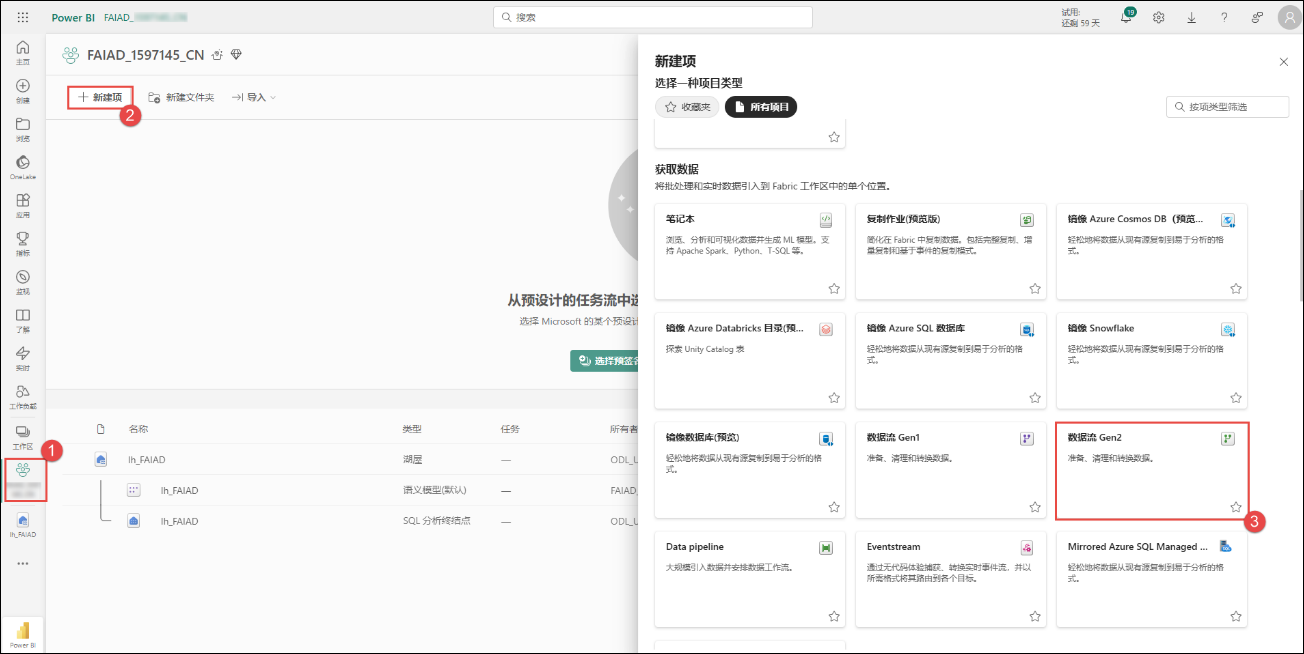 Power BI FAIAD_
搜索
试用:
还剩 59 天
19
主页
创建
浏览
OneLake
应用
指标
监视
了解
实时
工作负载
工作区
1
lh_FAIAD
Power BI
FAIAD_1597145_CN
新建项
新建文件夹
导入
2
从预设计的任务流中选
选择 Microsoft 的某个预设计
名称 类型 任务 所有者
lh_FAIAD 湖屋 — ODL_U
lh_FAIAD 语义模型(默认) — FAIAD_
lh_FAIAD SQL 分析终结点 — ODL_U
新建项
选择一种项目类型
收藏夹
所有项目
按项类型筛选
获取数据
将批处理和实时数据引入到 Fabric 工作区中的单个位置。
笔记本
浏览、分析和可视化数据并生成 ML 模型。支
持 Apache Spark、Python、T-SQL 等。
复制作业(预览版)
简化在 Fabric 中复制数据。包括完整复制、增
量复制和基于事件的复制模式。
镜像 Azure Cosmos DB（预览...
轻松地将数据从现有源复制到易于分析的格
式。
镜像 Azure Databricks 目录(预...
探索 Unity Catalog 表
镜像 Azure SQL 数据库
轻松地将数据从现有源复制到易于分析的格
式。
镜像 Snowflake
轻松地将数据从现有源复制到易于分析的格
式。
镜像数据库(预览)
轻松地将数据从现有源复制到易于分析的格
式。
数据流 Gen1
准备、清理和转换数据。
数据流 Gen2
准备、清理和转换数据。
3
Data pipeline
大规模引入数据并安排数据工作流。
Eventstream
通过无代码体验捕获、转换实时事件流，并以
所需格式将其路由到各个目标。
Mirrored Azure SQL Managed ...
轻松地将数据从现有源复制到易于分析的格
式。